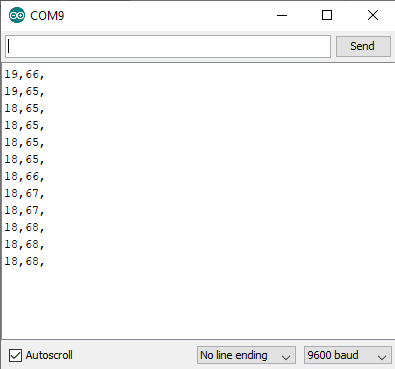 COM9
Send
19,66,
19,65,
18,65,
18,65,
18,65,
18,65,
18,66,
18,67,
18,67,
18,68,
18,68,
18,68,
Autoscroll
No line ending
9600 baud